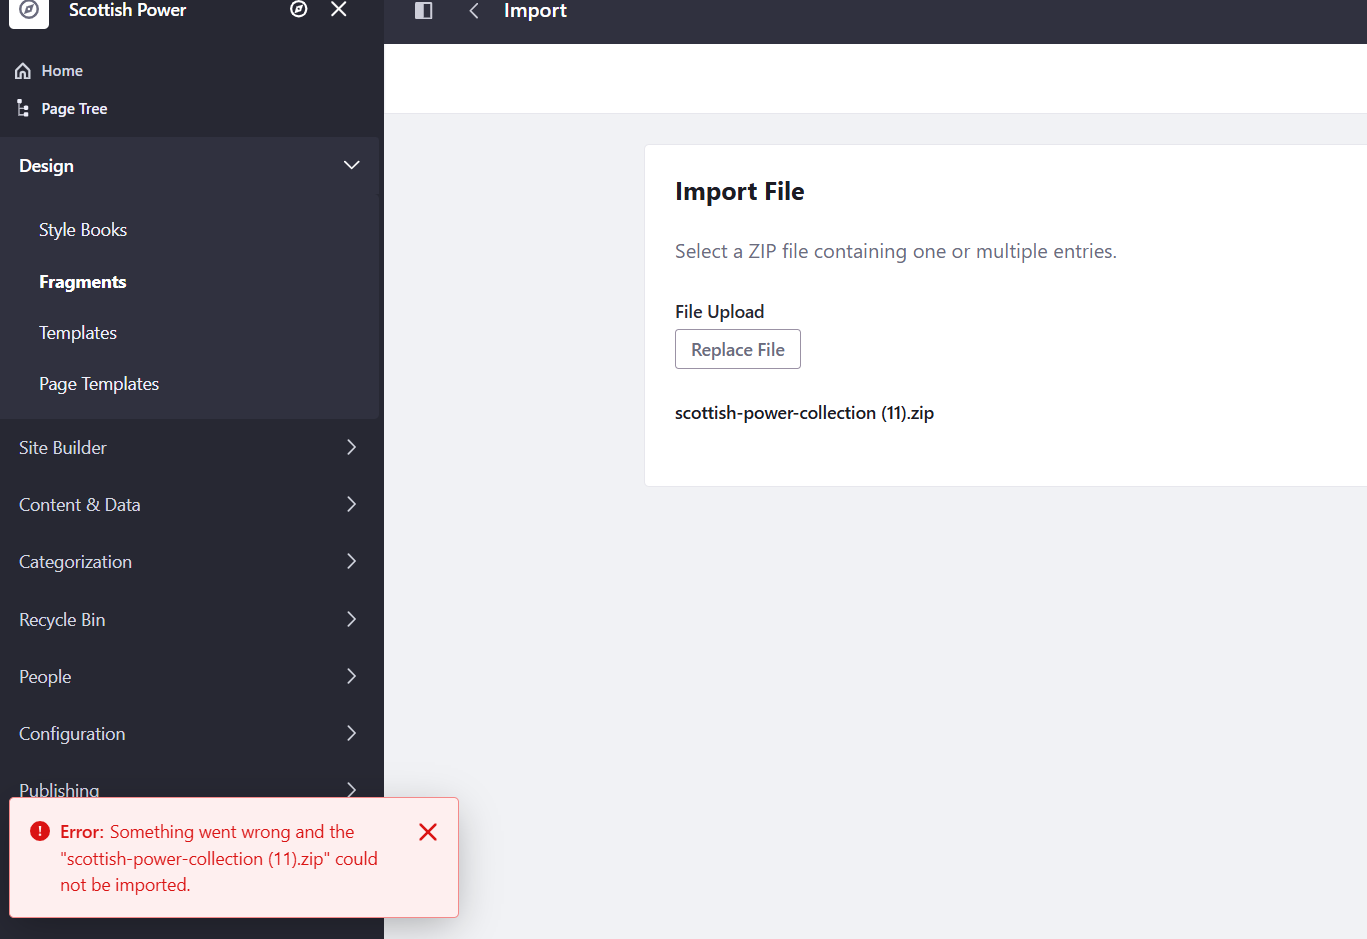 Scottish Power
Import
Home
Page Tree
Design
Style Books
Fragments
Templates
Page Templates
Site Builder
Content & Data
Categorization
Recycle Bin
People
Configuration
Publishing
Import File
Select a ZIP file containing one or multiple entries.
File Upload
Replace File
scottish-power-collection (11).zip
Error: Something went wrong and the
"scottish-power-collection (11).zip" could
not be imported.